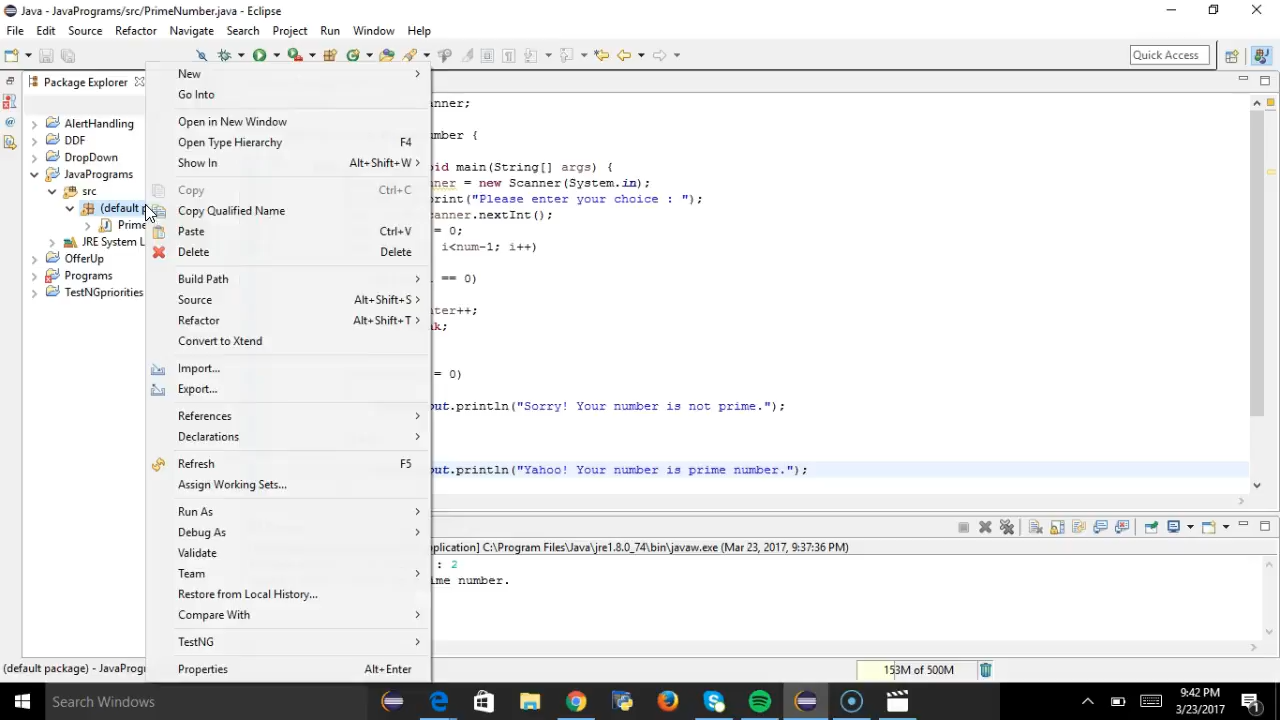 Java - JavaPrograms/src/PrimeNumber.java - Eclipse
File Edit Source Refactor Navigate Search Project Run Window Help
Quick Access
Package Explorer
AlertHandling
DDF
DropDown
JavaPrograms
src
(default p
Prime
JRE System L
OfferUp
Programs
TestNGpriorities
New
Go Into
Open in New Window
Open Type Hierarchy F4
Show In Alt+Shift+W
Copy Ctrl+C
Copy Qualified Name
Paste Ctrl+V
Delete Delete
Build Path
Source Alt+Shift+S
Refactor Alt+Shift+T
Convert to Xtend
Import...
Export...
References
Declarations
Refresh F5
Assign Working Sets...
Run As
Debug As
Validate
Team
Restore from Local History...
Compare With
TestNG
Properties Alt+Enter
nner;
mber {
id main(String[] args) {
ner = new Scanner(System.in);
rint("Please enter your choice : ");
canner.nextInt();
= 0;
i<num-1; i++)
i == 0)
ter++;
k;
= 0)
ut.println("Sorry! Your number is not prime.");
ut.println("Yahoo! Your number is prime number.");
plication] C:\Program Files\Java\jre1.8.0_74\bin\javaw.exe (Mar 23, 2017, 9:37:36 PM)
: 2
me number.
(default package) - JavaProgr
153M of 500M
Search Windows
9:42 PM
3/23/2017